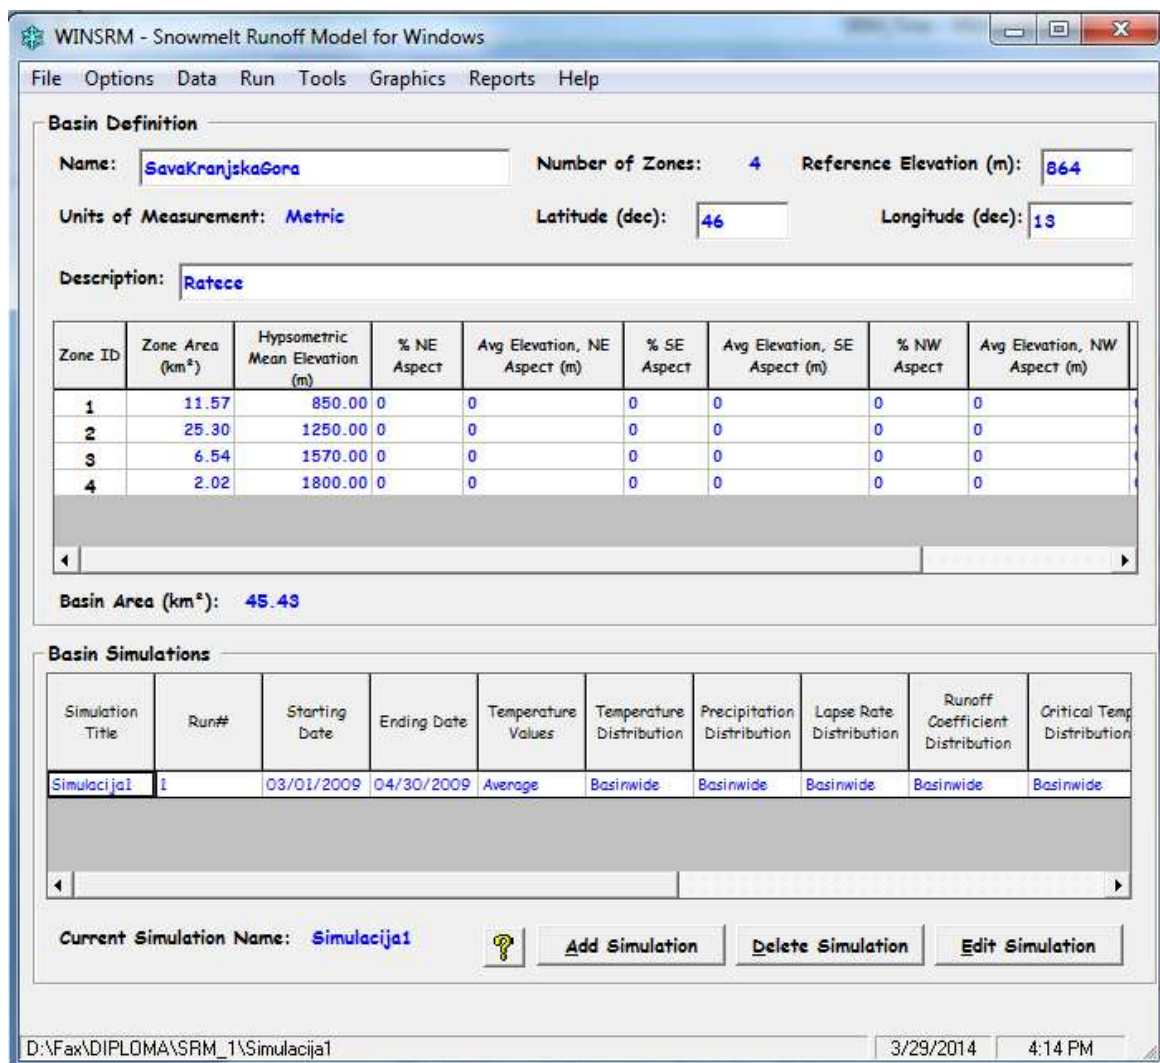 WINSRM - Snowmelt Runoff Model for Windows
File Options Data Run Tools Graphics Reports Help
Basin Definition
Name: SavaKranjskaGora Number of Zones: 4 Reference Elevation (m): 864
Units of Measurement: Metric Latitude (dec): 46 Longitude (dec): 13
Description: Ratece
Zone ID Zone Area (km²) Hypsometric Mean Elevation (m) % NE Aspect Avg Elevation, NE Aspect (m) % SE Aspect Avg Elevation, SE Aspect (m) % NW Aspect Avg Elevation, NW Aspect (m)
1 11.57 850.00 0 0 0 0 0 0
2 25.30 1250.00 0 0 0 0 0 0
3 6.54 1570.00 0 0 0 0 0 0
4 2.02 1800.00 0 0 0 0 0 0
Basin Area (km²): 45.43
Basin Simulations
Simulation Title Run# Starting Date Ending Date Temperature Values Temperature Distribution Precipitation Distribution Lapse Rate Distribution Runoff Coefficient Distribution Critical Temp Distribution
Simulacija1 1 03/01/2009 04/30/2009 Average Basinwide Basinwide Basinwide Basinwide Basinwide
Current Simulation Name: Simulacija1 ? Add Simulation Delete Simulation Edit Simulation
D:\Fax\DIPLOMA\SRM_1\Simulacija1 3/29/2014 4:14 PM